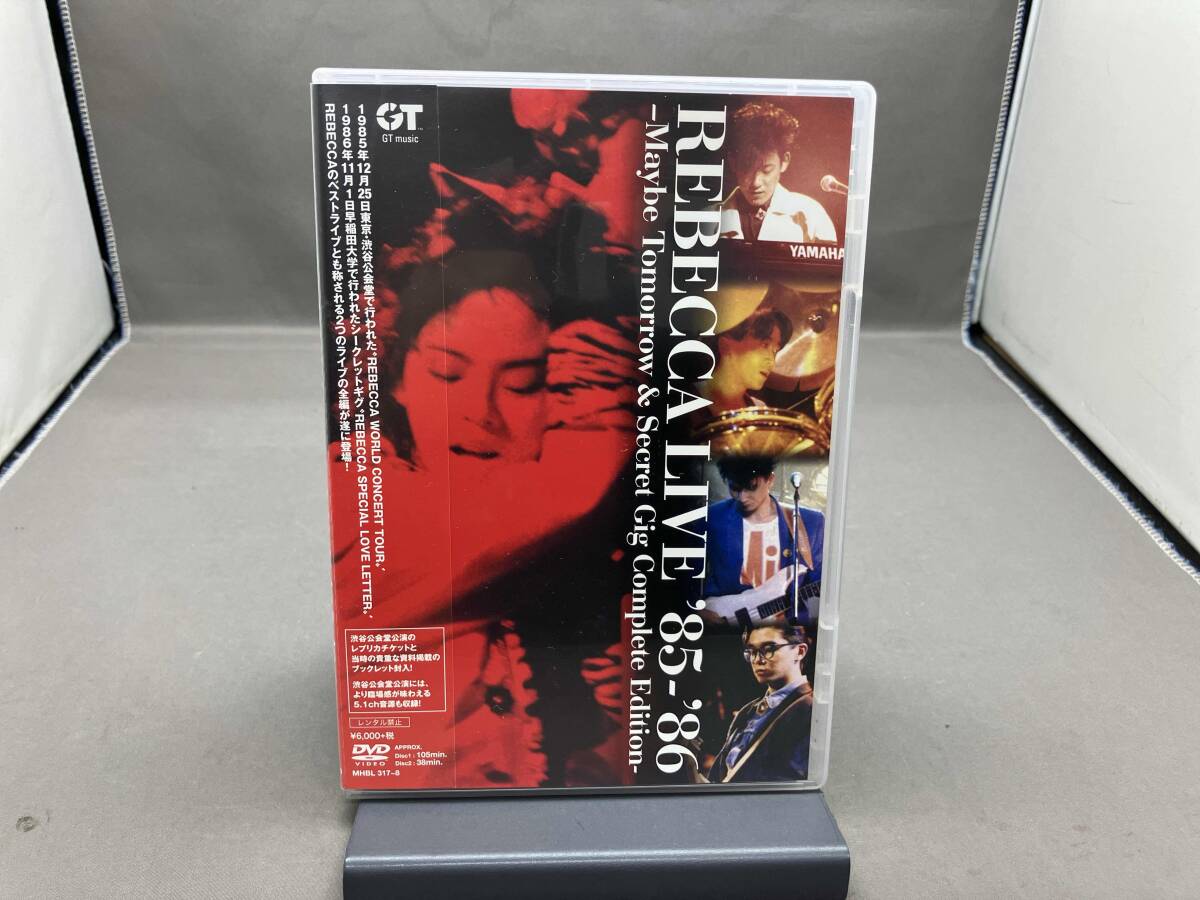 GT
GT music
1985年12月25日東京・渋谷公会堂で行われた“REBECCA WORLD CONCERT TOUR”、
1986年11月1日早稲田大学で行われたシークレットギグ“REBECCA SPECIAL LOVE LETTER”、
REBECCAのベストライブとも称される2つのライブの全編が遂に登場!
渋谷公会堂公演の
レプリカチケットと
当時の貴重な資料掲載の
ブックレット封入!
渋谷公会堂公演には、
より臨場感が味わえる
5.1ch音源も収録!
レンタル禁止
¥6,000+税
DVD
VIDEO
APPROX.
Disc1 : 105min.
Disc2 : 38min.
MHBL 317-8
REBECCA LIVE '85-'86
-Maybe Tomorrow & Secret Gig Complete Edition-
YAMAHA